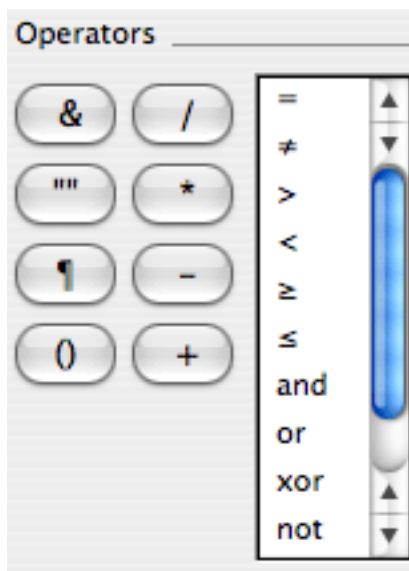 Operators
& /
"" *
¶ -
() +
=
≠
>
<
≥
≤
and
or
xor
not